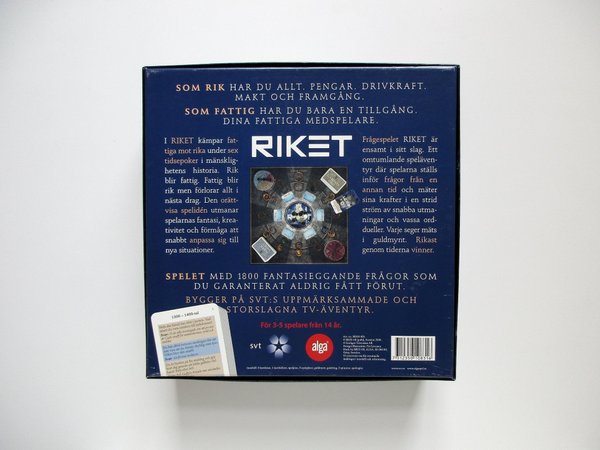 SOM RIK HAR DU ALLT. PENGAR. DRIVKRAFT.
MAKT OCH FRAMGÅNG.
SOM FATTIG HAR DU BARA EN TILLGÅNG.
DINA FATTIGA MEDSPELARE.
I RIKET kämpar fat-
tiga mot rika under sex
tidsepoker i mänsklig-
hetens historia. Rik
blir fattig. Fattig blir
rik men förlorar allt i
nästa drag. Den orätt-
visa spelidén utmanar
spelarnas fantasi, krea-
tivitet och förmåga att
snabbt anpassa sig till
nya situationer.
RIKET
Frågespelet RIKET är
ensamt i sitt slag. Ett
omtumlande speläven-
tyr där spelarna ställs
inför frågor från en
annan tid och mäter
sina krafter i en strid
ström av snabba utma-
ningar och vassa ord-
dueller. Varje seger mäts
i guldmynt. Rikast
genom tiderna vinner.
SPELET MED 1800 FANTASIEGGANDE FRÅGOR SOM
DU GARANTERAT ALDRIG FÅTT FÖRUT.
BYGGER PÅ SVT:S UPPMÄRKSAMMADE OCH
STORSLAGNA TV-ÄVENTYR.
För 3-5 spelare från 14 år.
1300 – 1400-tal
svt
alga